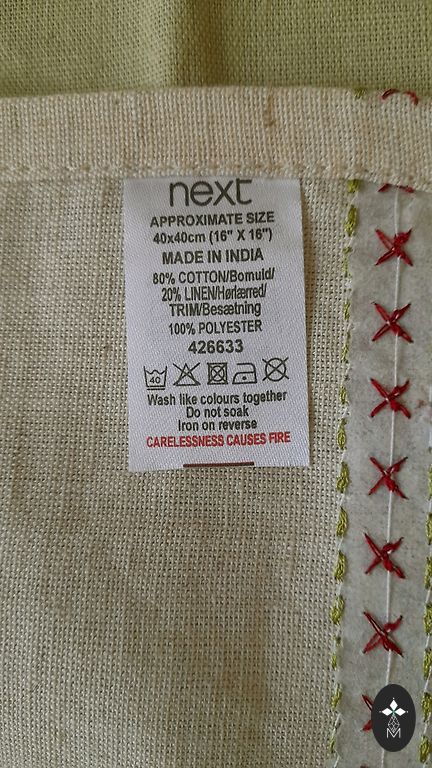 next
APPROXIMATE SIZE
40x40cm (16" X 16")
MADE IN INDIA
80% COTTON/Bomuld/
20% LINEN/Hørlærred/
TRIM/Besætning
100% POLYESTER
426633
40
Wash like colours together
Do not soak
Iron on reverse
CARELESSNESS CAUSES FIRE
M